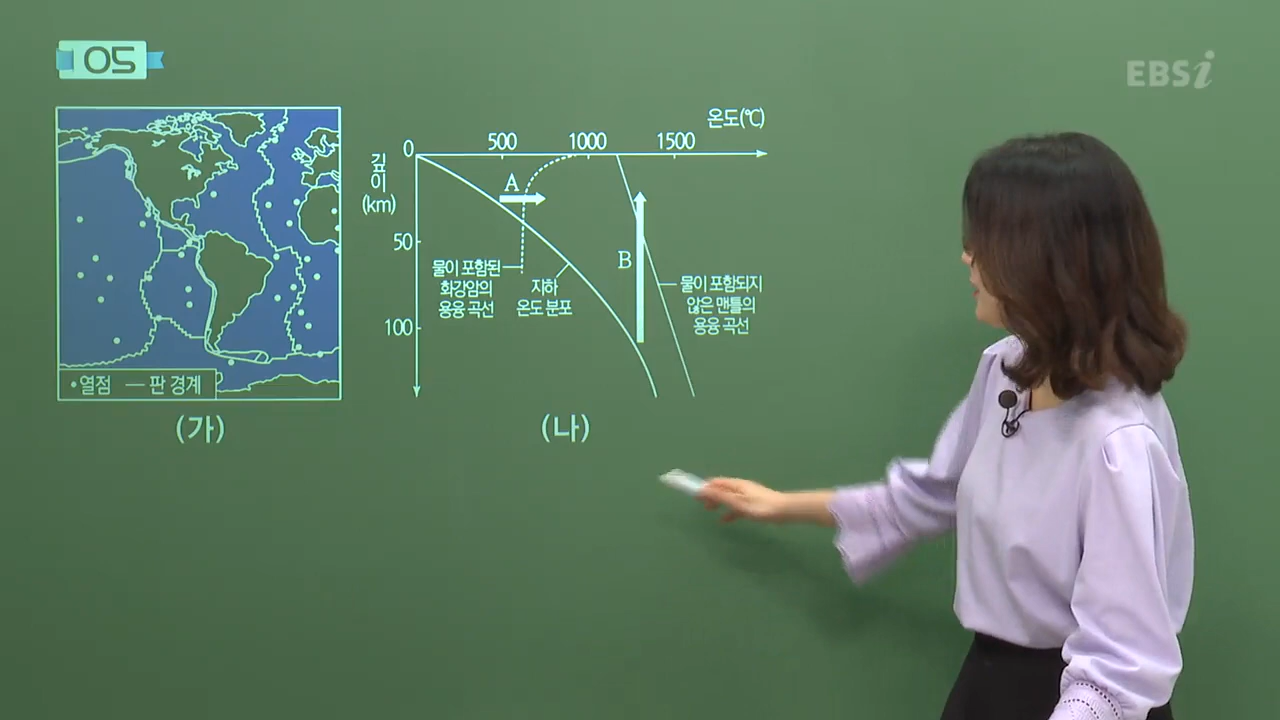 05
EBSi
온도(℃)
0 500 1000 1500
깊이
(km)
A
50
B
물이 포함된
화강암의
용융 곡선
지하
온도 분포
물이 포함되지
않은 맨틀의
용융 곡선
100
열점 판 경계
(가)
(나)